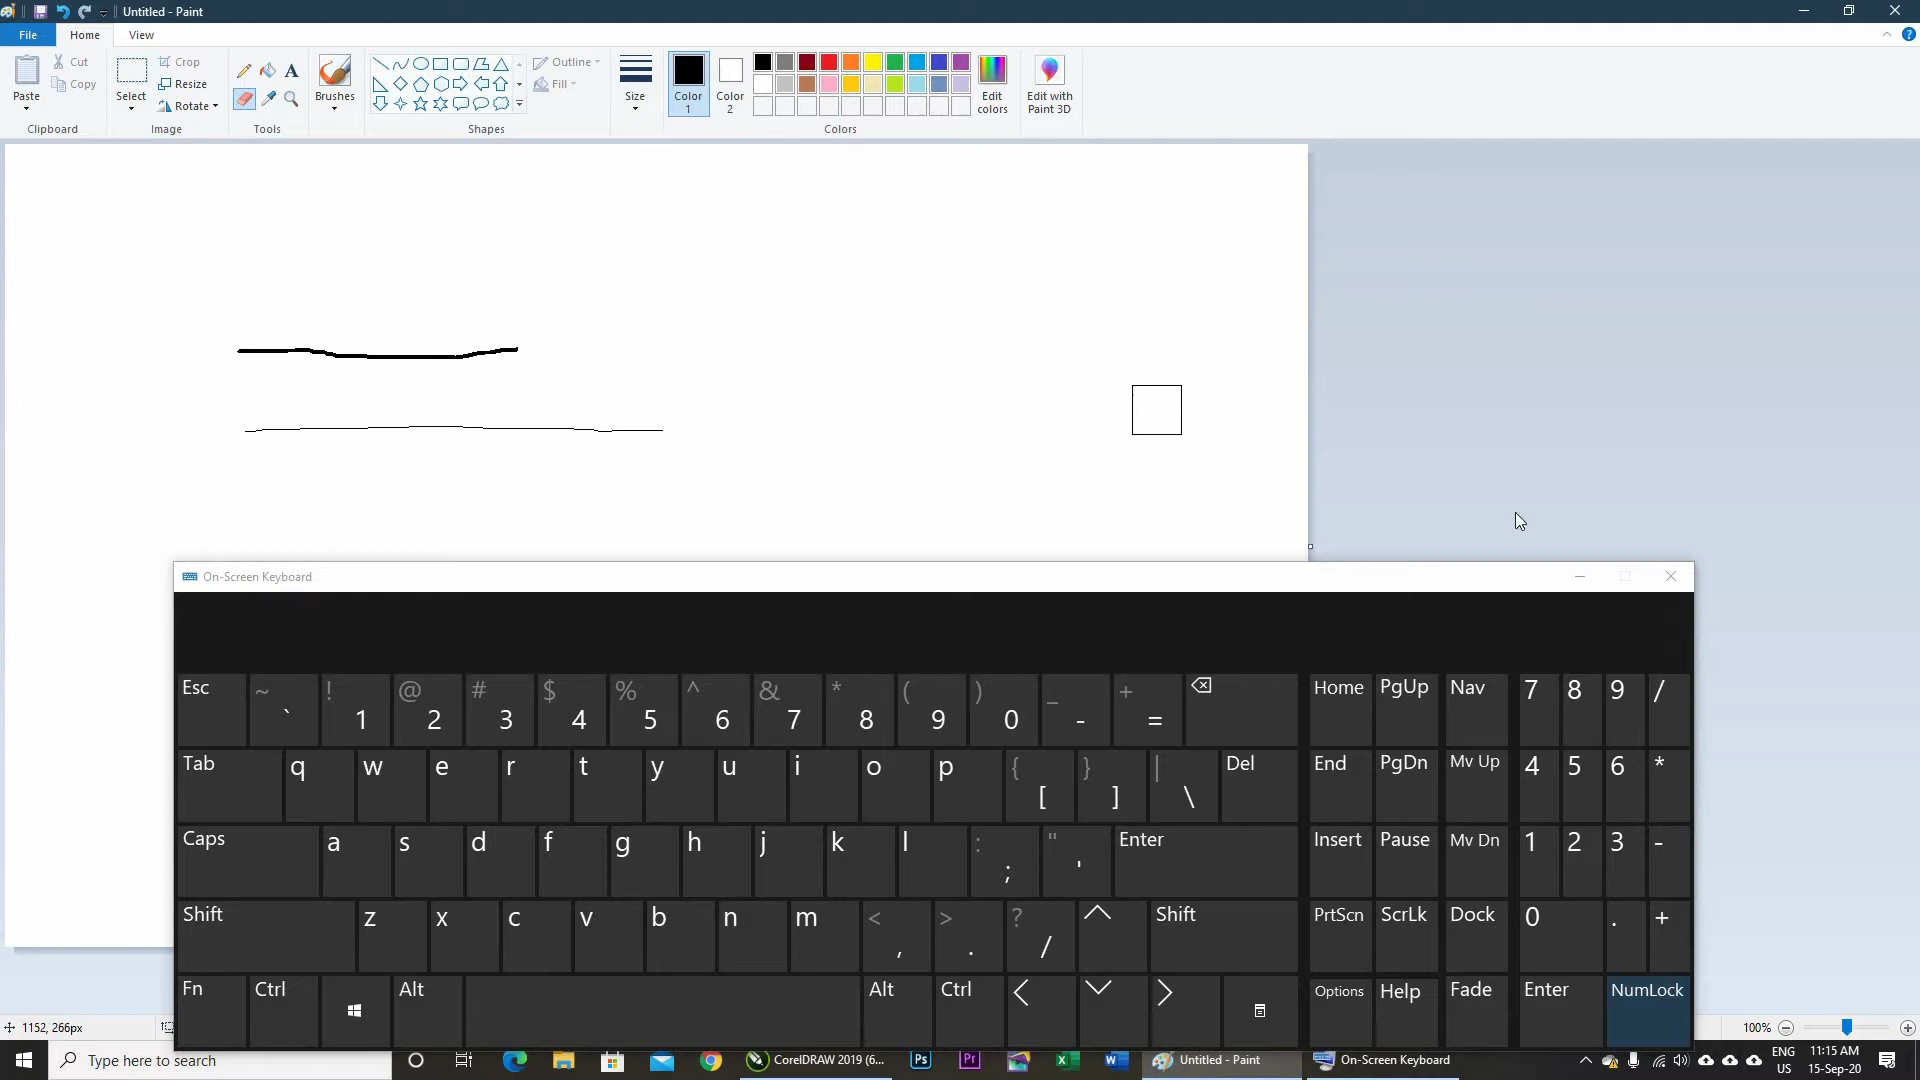 Untitled - Paint
File Home View
Paste Cut Copy Clipboard
Select Crop Resize Rotate Image
A Tools
Brushes
Shapes Outline Fill
Size
Color 1
Color 2
Colors
Edit colors
Edit with Paint 3D
On-Screen Keyboard
Esc ~ ` ! 1 @ 2 # 3 $ 4 % 5 ^ 6 & 7 * 8 ( 9 ) 0 _ - + = Home PgUp Nav 7 8 9 /
Tab q w e r t y u i o p { [ } ] | \ Del End PgDn Mv Up 4 5 6 *
Caps a s d f g h j k l : ; " ' Enter Insert Pause Mv Dn 1 2 3 -
Shift z x c v b n m < , > . ? / Shift PrtScn ScrLk Dock 0 . +
Fn Ctrl Alt Alt Ctrl Options Help Fade Enter NumLock
1152, 266px 100%
Type here to search CorelDRAW 2019 (6... Ps Pr Untitled - Paint On-Screen Keyboard ENG US 11:15 AM 15-Sep-20